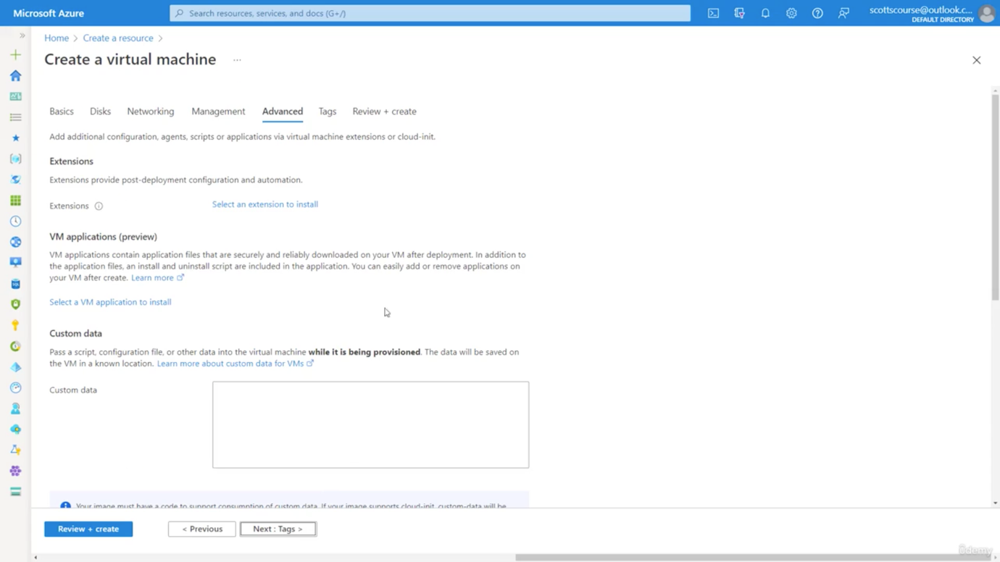 Microsoft Azure
Search resources, services, and docs (G+/)
scottscourse@outlook.c...
DEFAULT DIRECTORY
Home > Create a resource >
Create a virtual machine ...
Basics Disks Networking Management Advanced Tags Review + create
Add additional configuration, agents, scripts or applications via virtual machine extensions or cloud-init.
Extensions
Extensions provide post-deployment configuration and automation.
Extensions
Select an extension to install
VM applications (preview)
VM applications contain application files that are securely and reliably downloaded on your VM after deployment. In addition to
the application files, an install and uninstall script are included in the application. You can easily add or remove applications on
your VM after create. Learn more
Select a VM application to install
Custom data
Pass a script, configuration file, or other data into the virtual machine while it is being provisioned. The data will be saved on
the VM in a known location. Learn more about custom data for VMs
Custom data
Your image must have a code to support consumption of custom data. If your image supports cloud-init, custom-data will be
Review + create
< Previous
Next : Tags >
ûdemy